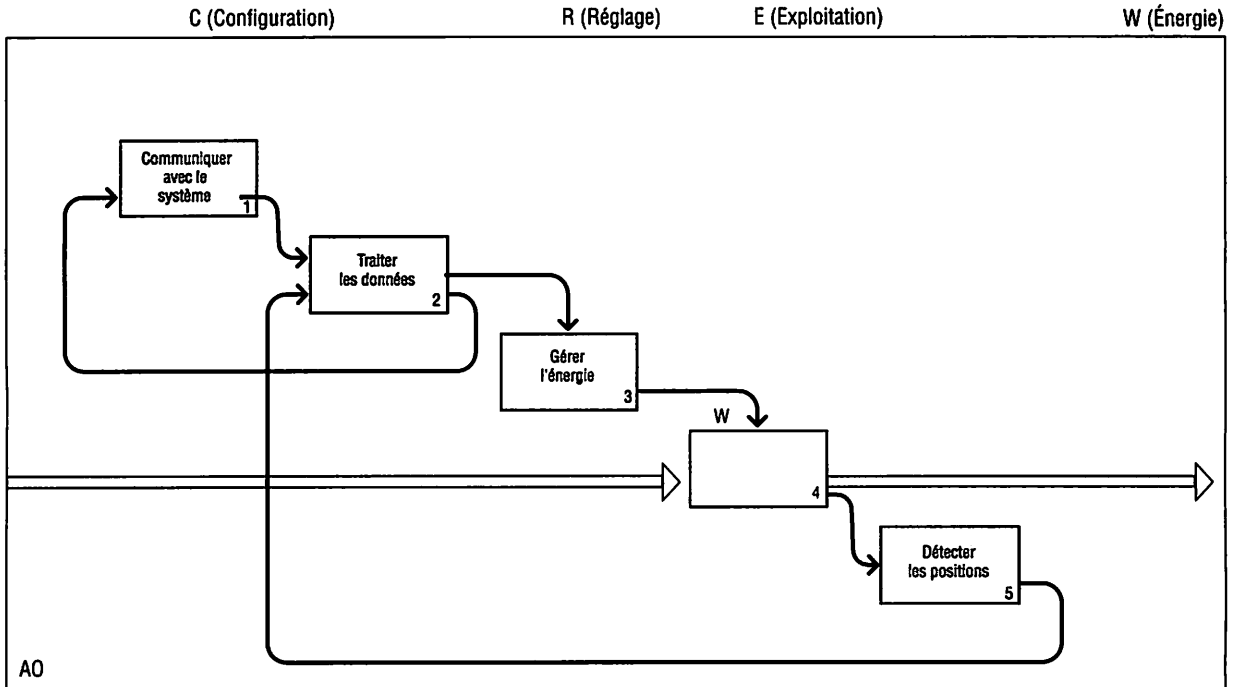 C (Configuration) R (Réglage) E (Exploitation) W (Énergie)
Communiquer
avec le
système
1
Traiter
les données
2
Gérer
l'énergie
3
W
4
Détecter
les positions
5
A0